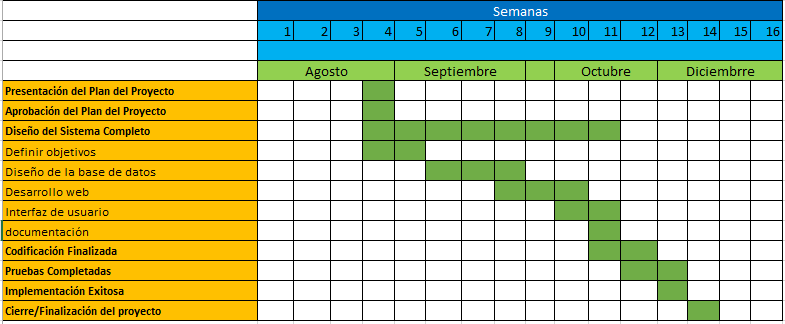 Semanas
1 2 3 4 5 6 7 8 9 10 11 12 13 14 15 16
Agosto Septiembre Octubre Diciembrre
Presentación del Plan del Proyecto
Aprobación del Plan del Proyecto
Diseño del Sistema Completo
Definir objetivos
Diseño de la base de datos
Desarrollo web
Interfaz de usuario
documentación
Codificación Finalizada
Pruebas Completadas
Implementación Exitosa
Cierre/Finalización del proyecto